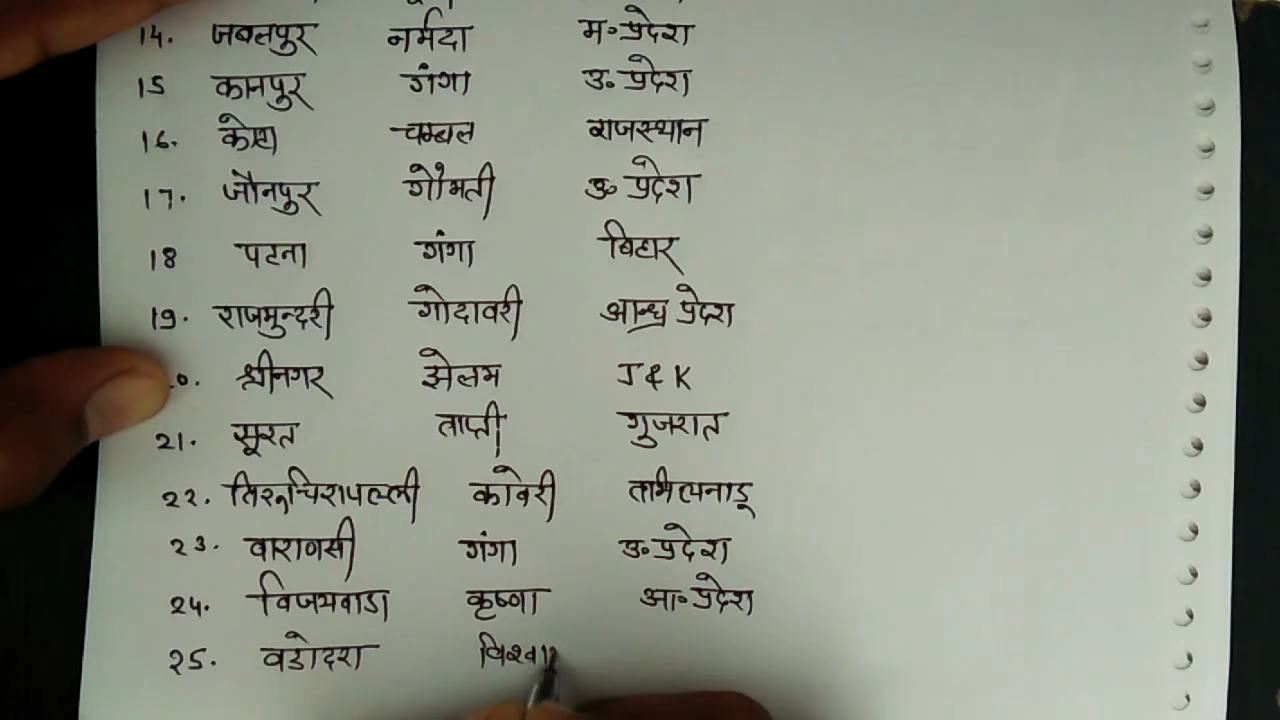 14. जबलपुर नर्मदा म॰प्रदेश
15 कानपुर गंगा उ॰ प्रदेश
16. कोटा चम्बल राजस्थान
17. जौनपुर गोमती उ॰ प्रदेश
18 पटना गंगा बिहार
19. राजमुन्दरी गोदावरी आन्ध्र प्रदेश
0. श्रीनगर झेलम J & K
21. सूरत ताप्ती गुजरात
22. तिरुचिरापल्ली कावेरी तमिलनाडू
23. वाराणसी गंगा उ॰प्रदेश
24. विजयवाडा कृष्णा आ॰प्रदेश
25. वडोदरा विश्वा